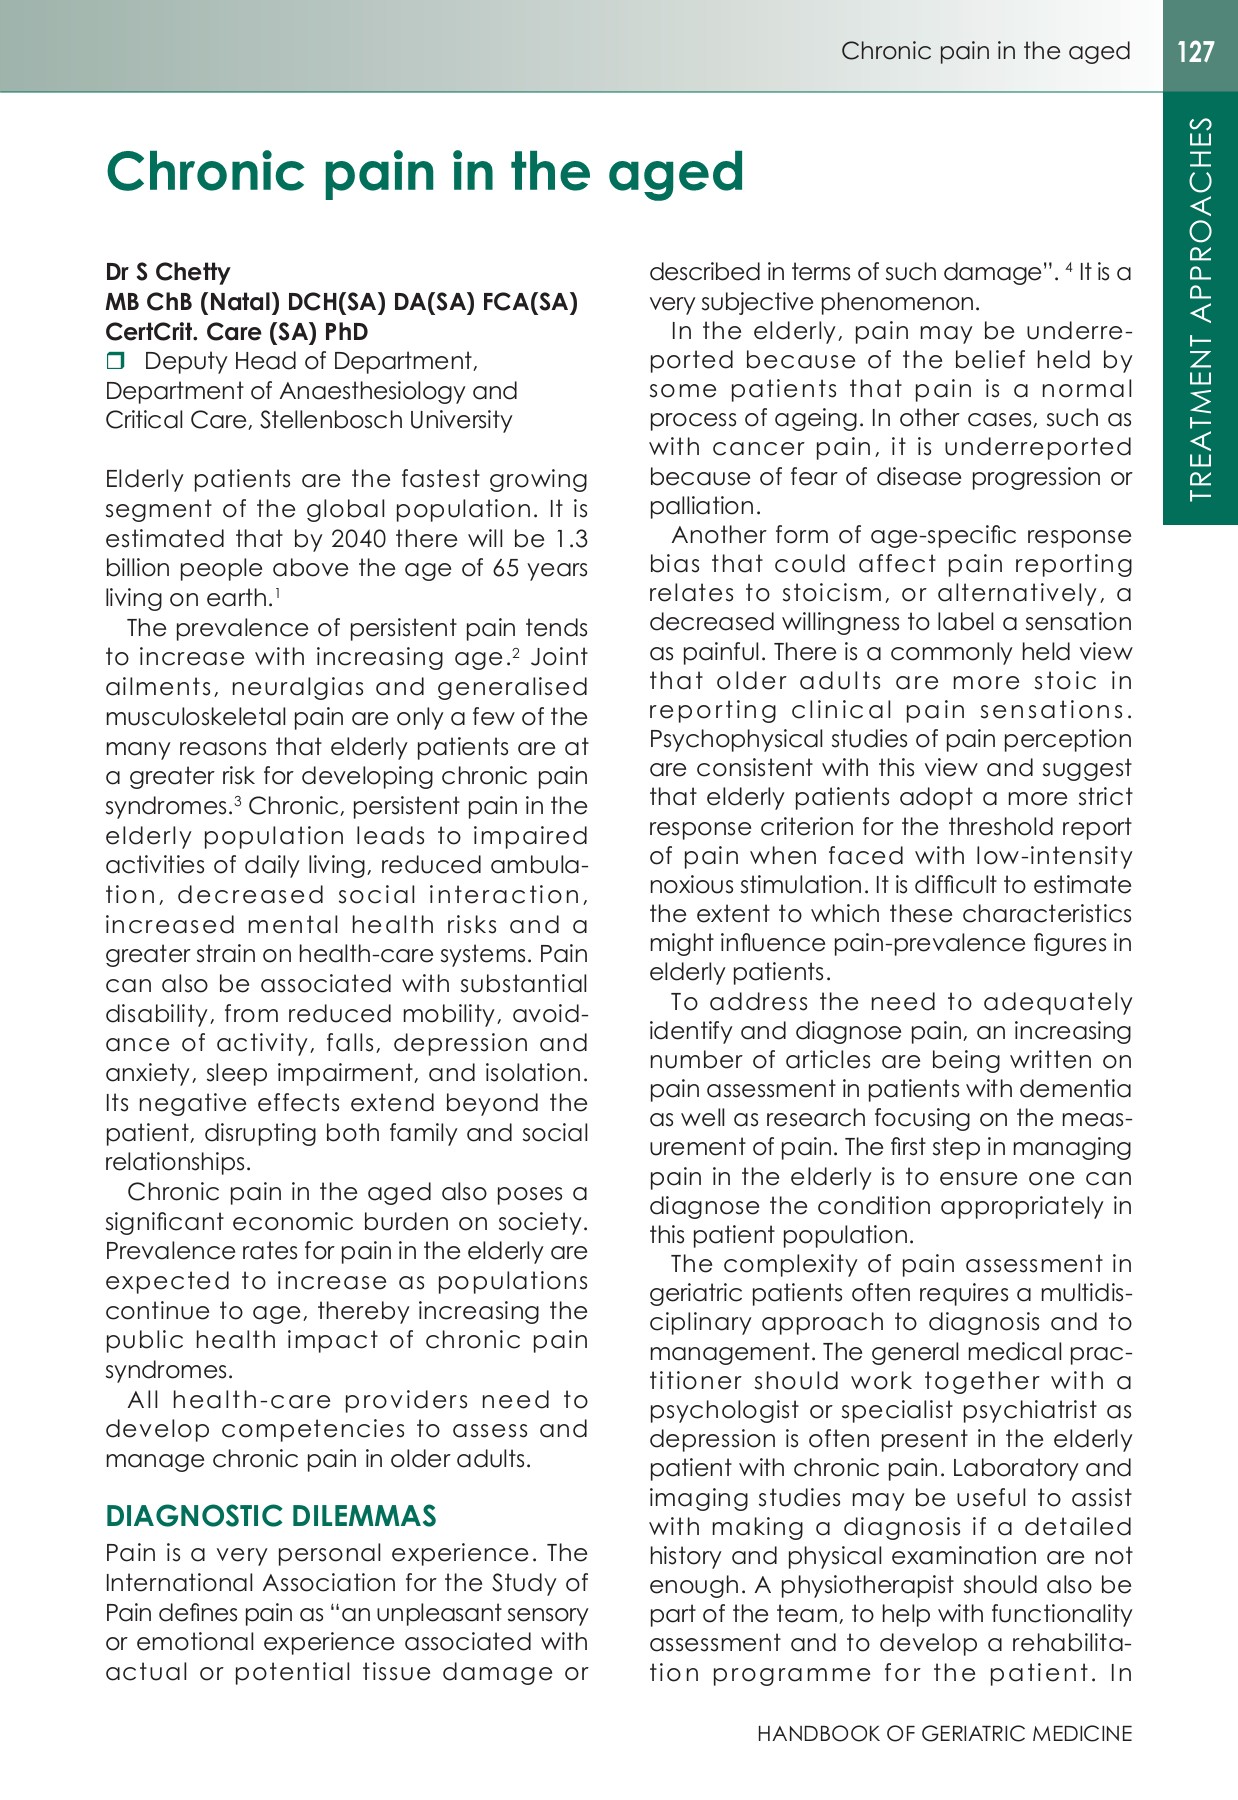 Chronic pain in the aged
127
TREATMENT APPROACHES
Chronic pain in the aged
Dr S Chetty
MB ChB (Natal) DCH(SA) DA(SA) FCA(SA)
CertCrit. Care (SA) PhD
❒ Deputy Head of Department,
Department of Anaesthesiology and
Critical Care, Stellenbosch University
Elderly patients are the fastest growing
segment of the global population. It is
estimated that by 2040 there will be 1.3
billion people above the age of 65 years
living on earth.¹
The prevalence of persistent pain tends
to increase with increasing age.² Joint
ailments, neuralgias and generalised
musculoskeletal pain are only a few of the
many reasons that elderly patients are at
a greater risk for developing chronic pain
syndromes.³ Chronic, persistent pain in the
elderly population leads to impaired
activities of daily living, reduced ambula-
tion, decreased social interaction,
increased mental health risks and a
greater strain on health-care systems. Pain
can also be associated with substantial
disability, from reduced mobility, avoid-
ance of activity, falls, depression and
anxiety, sleep impairment, and isolation.
Its negative effects extend beyond the
patient, disrupting both family and social
relationships.
Chronic pain in the aged also poses a
significant economic burden on society.
Prevalence rates for pain in the elderly are
expected to increase as populations
continue to age, thereby increasing the
public health impact of chronic pain
syndromes.
All health-care providers need to
develop competencies to assess and
manage chronic pain in older adults.
DIAGNOSTIC DILEMMAS
Pain is a very personal experience. The
International Association for the Study of
Pain defines pain as “an unpleasant sensory
or emotional experience associated with
actual or potential tissue damage or
described in terms of such damage”. ⁴ It is a
very subjective phenomenon.
In the elderly, pain may be underre-
ported because of the belief held by
some patients that pain is a normal
process of ageing. In other cases, such as
with cancer pain, it is underreported
because of fear of disease progression or
palliation.
Another form of age-specific response
bias that could affect pain reporting
relates to stoicism, or alternatively, a
decreased willingness to label a sensation
as painful. There is a commonly held view
that older adults are more stoic in
reporting clinical pain sensations.
Psychophysical studies of pain perception
are consistent with this view and suggest
that elderly patients adopt a more strict
response criterion for the threshold report
of pain when faced with low-intensity
noxious stimulation. It is difficult to estimate
the extent to which these characteristics
might influence pain-prevalence figures in
elderly patients.
To address the need to adequately
identify and diagnose pain, an increasing
number of articles are being written on
pain assessment in patients with dementia
as well as research focusing on the meas-
urement of pain. The first step in managing
pain in the elderly is to ensure one can
diagnose the condition appropriately in
this patient population.
The complexity of pain assessment in
geriatric patients often requires a multidis-
ciplinary approach to diagnosis and to
management. The general medical prac-
titioner should work together with a
psychologist or specialist psychiatrist as
depression is often present in the elderly
patient with chronic pain. Laboratory and
imaging studies may be useful to assist
with making a diagnosis if a detailed
history and physical examination are not
enough. A physiotherapist should also be
part of the team, to help with functionality
assessment and to develop a rehabilita-
tion programme for the patient. In
HANDBOOK OF GERIATRIC MEDICINE